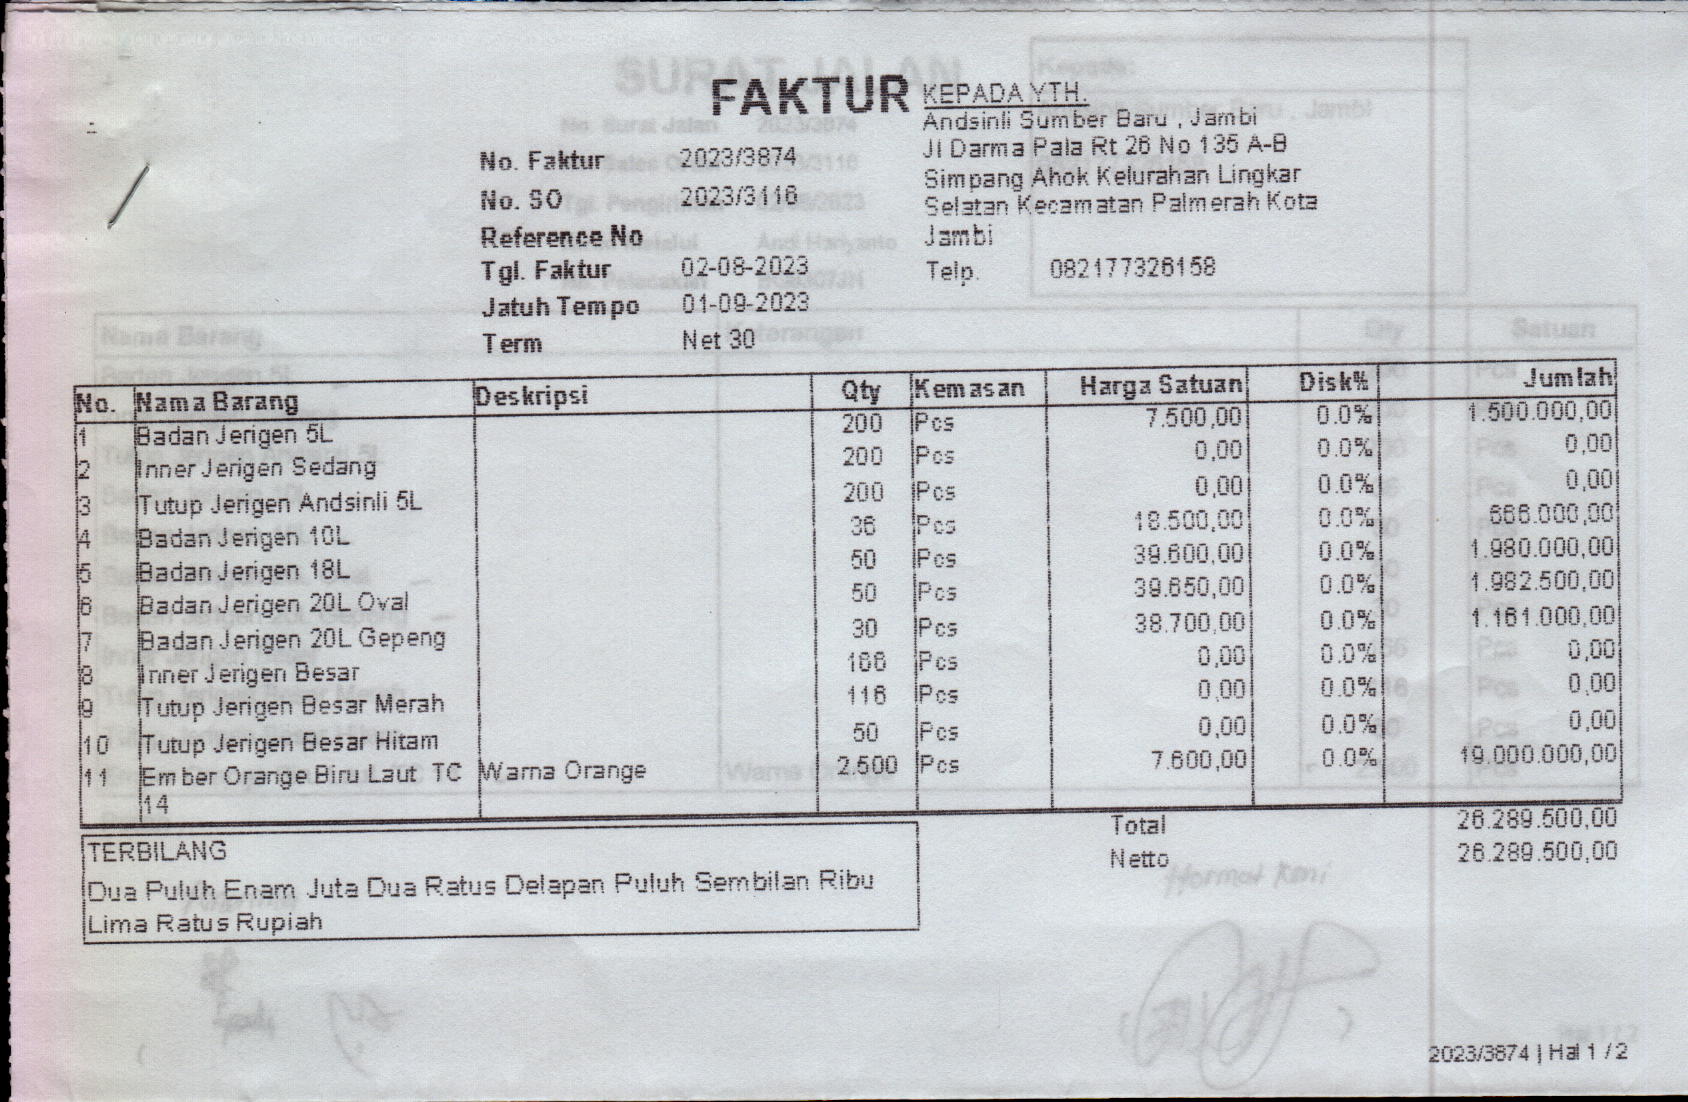 FAKTUR
KEPADA YTH.
Andsinli Sumber Baru , Jambi
Jl Darma Pala Rt 26 No 135 A-B
Simpang Ahok Kelurahan Lingkar
Selatan Kecamatan Palmerah Kota
Jambi
Telp. 082177326158
No. Faktur 2023/3874
No. SO 2023/3116
Reference No
Tgl. Faktur 02-08-2023
Jatuh Tempo 01-09-2023
Term Net 30
No. Nama Barang Deskripsi Qty Kemasan Harga Satuan Disk% Jumlah
1 Badan Jerigen 5L 200 Pcs 7.500,00 0.0% 1.500.000,00
2 Inner Jerigen Sedang 200 Pcs 0,00 0.0% 0,00
3 Tutup Jerigen Andsinli 5L 200 Pcs 0,00 0.0% 0,00
4 Badan Jerigen 10L 36 Pcs 18.500,00 0.0% 666.000,00
5 Badan Jerigen 18L 50 Pcs 39.600,00 0.0% 1.980.000,00
6 Badan Jerigen 20L Oval 50 Pcs 39.650,00 0.0% 1.982.500,00
7 Badan Jerigen 20L Gepeng 30 Pcs 38.700,00 0.0% 1.161.000,00
8 Inner Jerigen Besar 166 Pcs 0,00 0.0% 0,00
9 Tutup Jerigen Besar Merah 116 Pcs 0,00 0.0% 0,00
10 Tutup Jerigen Besar Hitam 50 Pcs 0,00 0.0% 0,00
11 Ember Orange Biru Laut TC Warna Orange 2.500 Pcs 7.600,00 0.0% 19.000.000,00
14
Total 26.289.500,00
Netto 26.289.500,00
TERBILANG
Dua Puluh Enam Juta Dua Ratus Delapan Puluh Sembilan Ribu
Lima Ratus Rupiah
Hormat Kami
2023/3874 | Hal 1 / 2